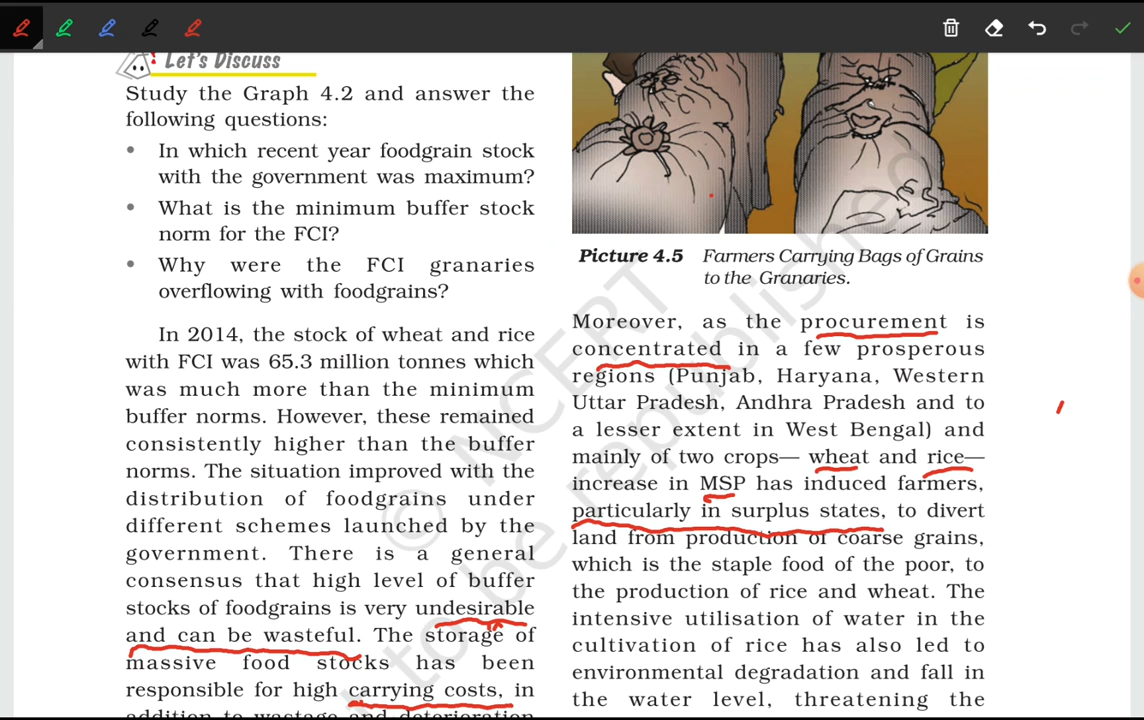 Let's Discuss
Study the Graph 4.2 and answer the
following questions:
• In which recent year foodgrain stock
with the government was maximum?
• What is the minimum buffer stock
norm for the FCI?
• Why were the FCI granaries
overflowing with foodgrains?
In 2014, the stock of wheat and rice
with FCI was 65.3 million tonnes which
was much more than the minimum
buffer norms. However, these remained
consistently higher than the buffer
norms. The situation improved with the
distribution of foodgrains under
different schemes launched by the
government. There is a general
consensus that high level of buffer
stocks of foodgrains is very undesirable
and can be wasteful. The storage of
massive food stocks has been
responsible for high carrying costs, in
addition to wastage and deterioration
Picture 4.5 Farmers Carrying Bags of Grains
to the Granaries.
Moreover, as the procurement is
concentrated in a few prosperous
regions (Punjab, Haryana, Western
Uttar Pradesh, Andhra Pradesh and to
a lesser extent in West Bengal) and
mainly of two crops— wheat and rice—
increase in MSP has induced farmers,
particularly in surplus states, to divert
land from production of coarse grains,
which is the staple food of the poor, to
the production of rice and wheat. The
intensive utilisation of water in the
cultivation of rice has also led to
environmental degradation and fall in
the water level, threatening the
© NCERT
to be republished